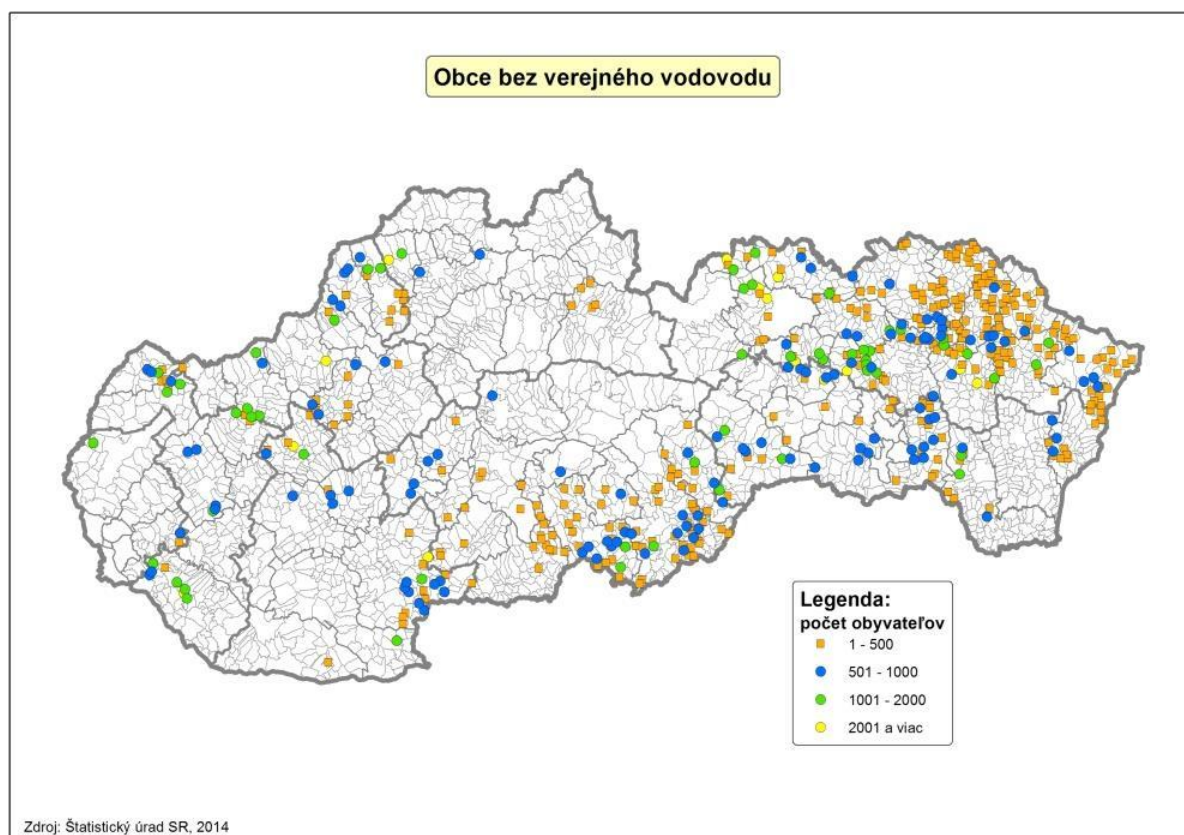 Obce bez verejného vodovodu
Legenda:
počet obyvateľov
1 - 500
501 - 1000
1001 - 2000
2001 a viac
Zdroj: Štatistický úrad SR, 2014